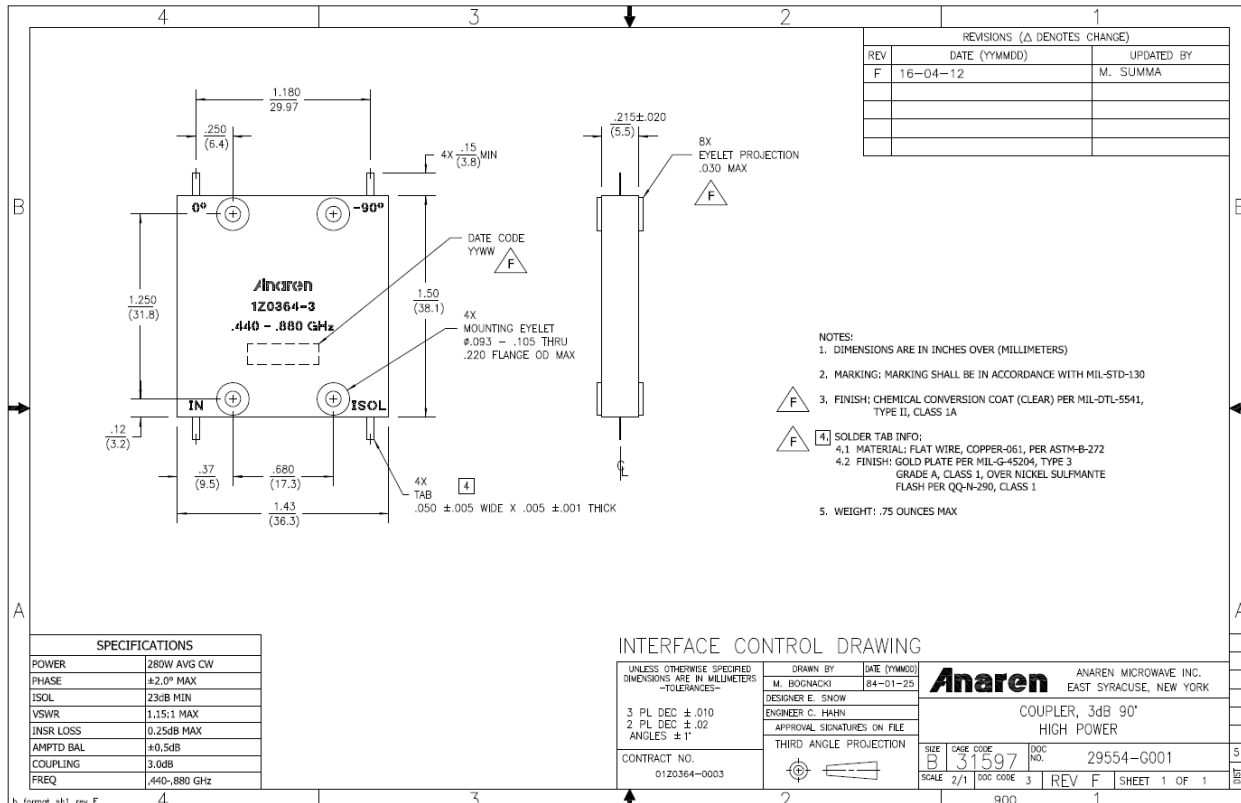 4 3 2 1
REVISIONS (△ DENOTES CHANGE)
REV DATE (YYMMDD) UPDATED BY
F 16-04-12 M. SUMMA
1.180
29.97
.250
(6.4)
4X .15 MIN
(3.8)
.215±.020
(5.5)
8X
EYELET PROJECTION
.030 MAX
F
B
0° -90°
DATE CODE
YYWW
F
Anaren
1Z0364-3
.440 - .880 GHz
1.250
(31.8)
1.50
(38.1)
4X
MOUNTING EYELET
ø.093 - .105 THRU
.220 FLANGE OD MAX
IN ISOL
.12
(3.2)
.37
(9.5)
.680
(17.3)
1.43
(36.3)
4X
TAB 4
.050 ±.005 WIDE X .005 ±.001 THICK
℄
NOTES:
1. DIMENSIONS ARE IN INCHES OVER (MILLIMETERS)
2. MARKING: MARKING SHALL BE IN ACCORDANCE WITH MIL-STD-130
F 3. FINISH: CHEMICAL CONVERSION COAT (CLEAR) PER MIL-DTL-5541,
TYPE II, CLASS 1A
F 4. SOLDER TAB INFO:
4.1 MATERIAL: FLAT WIRE, COPPER-061, PER ASTM-B-272
4.2 FINISH: GOLD PLATE PER MIL-G-45204, TYPE 3
GRADE A, CLASS 1, OVER NICKEL SULFMANTE
FLASH PER QQ-N-290, CLASS 1
5. WEIGHT: .75 OUNCES MAX
A
SPECIFICATIONS
POWER 280W AVG CW
PHASE ±2.0° MAX
ISOL 23dB MIN
VSWR 1.15:1 MAX
INSR LOSS 0.25dB MAX
AMPTD BAL ±0.5dB
COUPLING 3.0dB
FREQ .440-.880 GHz
INTERFACE CONTROL DRAWING
UNLESS OTHERWISE SPECIFIED
DIMENSIONS ARE IN MILLIMETERS
-TOLERANCES-
3 PL DEC ±.010
2 PL DEC ±.02
ANGLES ±1°
CONTRACT NO.
01Z0364-0003
DRAWN BY DATE (YYMMDD)
M. BOGNACKI 84-01-25
DESIGNER E. SNOW
ENGINEER C. HAHN
APPROVAL SIGNATURES ON FILE
THIRD ANGLE PROJECTION
Anaren
ANAREN MICROWAVE INC.
EAST SYRACUSE, NEW YORK
COUPLER, 3dB 90°
HIGH POWER
SIZE B CAGE CODE 31597 DOC NO. 29554-G001
SCALE 2/1 DOC CODE 3 REV F SHEET 1 OF 1
4 3 2 900 1